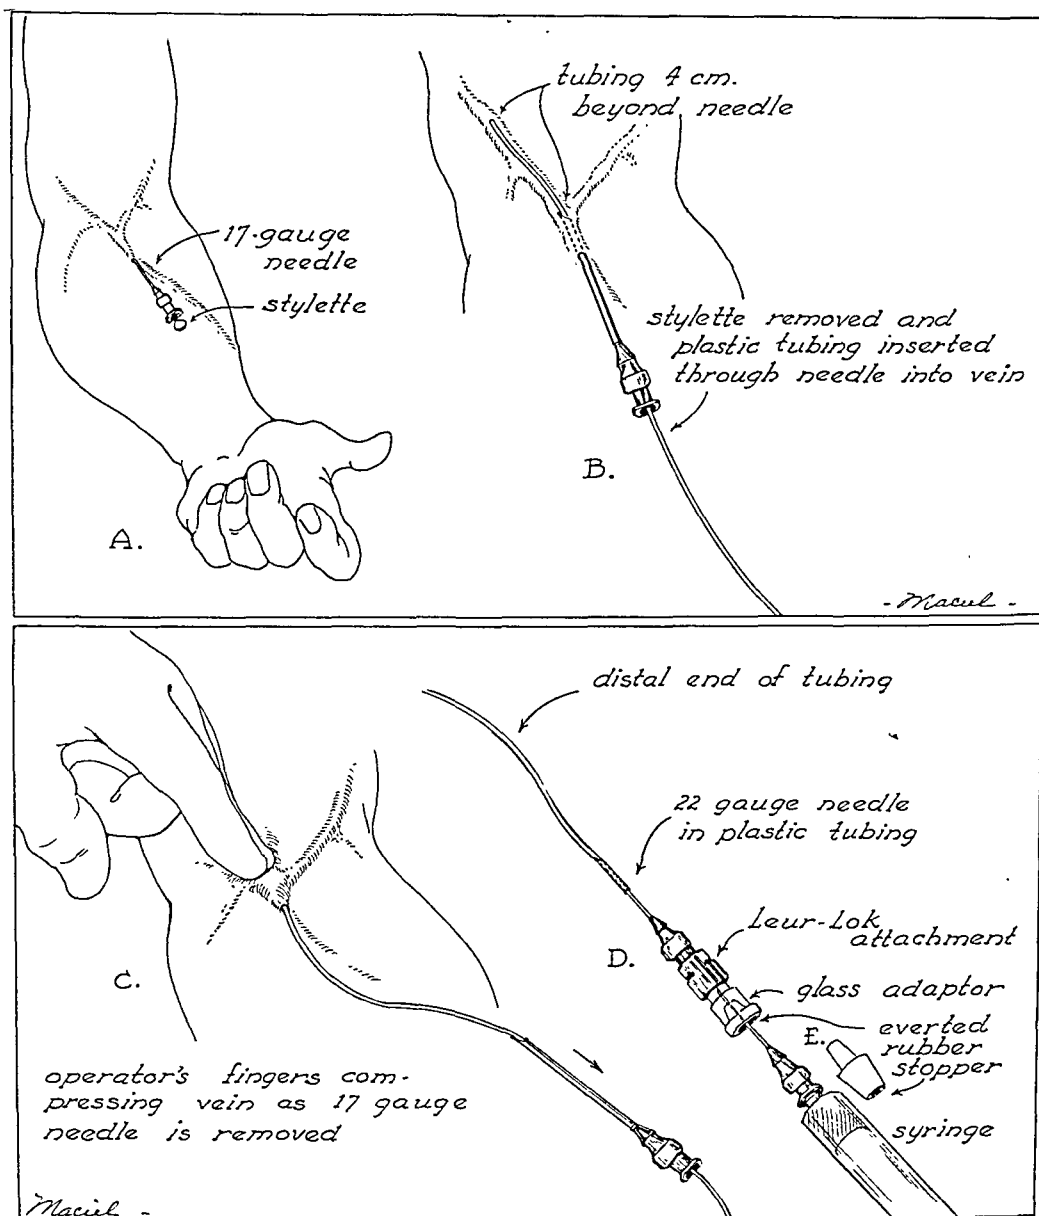 17-gauge
needle
stylette
A.
tubing 4 cm.
beyond needle
stylette removed and
plastic tubing inserted
through needle into vein
B.
-Maciel-
C.
operator's fingers com-
pressing vein as 17 gauge
needle is removed
Maciel -
distal end of tubing
22 gauge needle
in plastic tubing
Leur-Lok
attachment
D.
glass adaptor
everted
rubber
stopper
E.
syringe